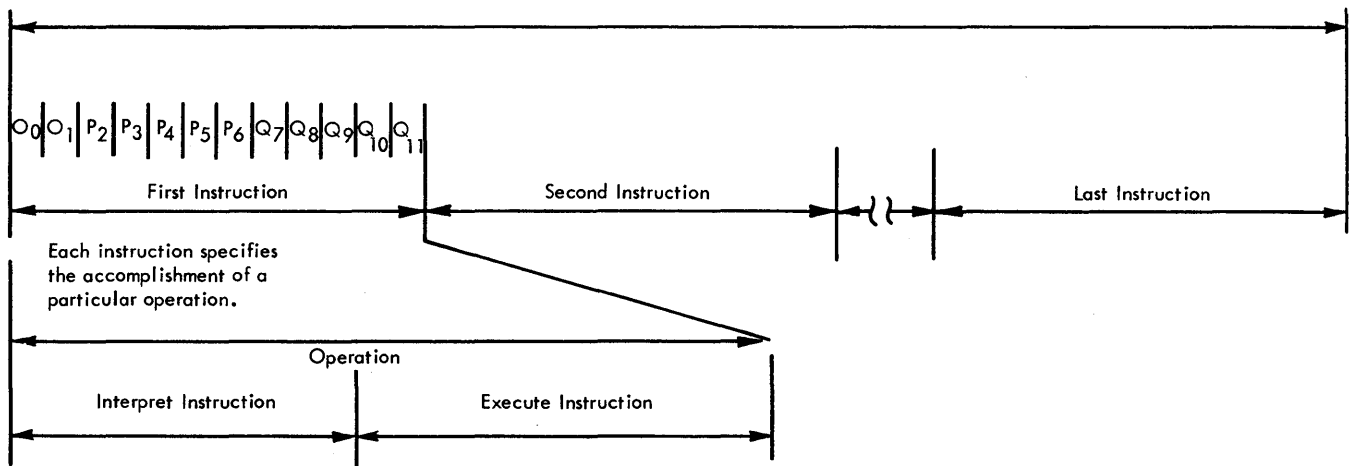 O0 O1 P2 P3 P4 P5 P6 Q7 Q8 Q9 Q10 Q11
First Instruction Second Instruction Last Instruction
Each instruction specifies
the accomplishment of a
particular operation.
Operation
Interpret Instruction Execute Instruction